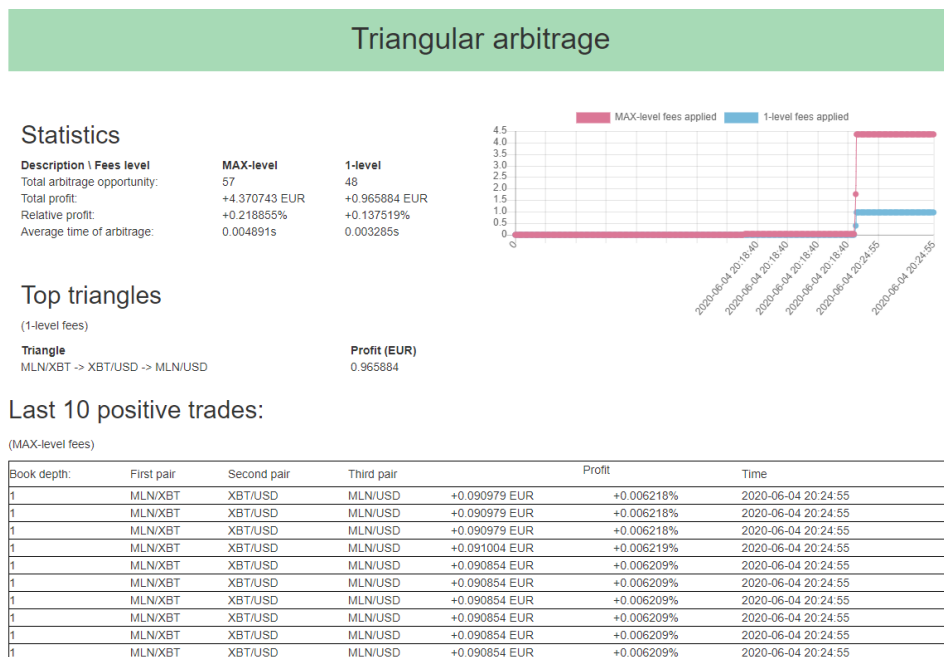 Triangular arbitrage
Statistics
Description \ Fees level MAX-level 1-level
Total arbitrage opportunity: 57 48
Total profit: +4.370743 EUR +0.965884 EUR
Relative profit: +0.218855% +0.137519%
Average time of arbitrage: 0.004891s 0.003285s
MAX-level fees applied 1-level fees applied
4.5
4.0
3.5
3.0
2.5
2.0
1.5
1.0
0.5
0
0 2020-06-04 20:18:40 2020-06-04 20:18:40 2020-06-04 20:18:40 2020-06-04 20:18:40 2020-06-04 20:24:55 2020-06-04 20:24:55
Top triangles
(1-level fees)
Triangle Profit (EUR)
MLN/XBT -> XBT/USD -> MLN/USD 0.965884
Last 10 positive trades:
(MAX-level fees)
Book depth: First pair Second pair Third pair Profit Time
1 MLN/XBT XBT/USD MLN/USD +0.090979 EUR +0.006218% 2020-06-04 20:24:55
1 MLN/XBT XBT/USD MLN/USD +0.090979 EUR +0.006218% 2020-06-04 20:24:55
1 MLN/XBT XBT/USD MLN/USD +0.090979 EUR +0.006218% 2020-06-04 20:24:55
1 MLN/XBT XBT/USD MLN/USD +0.091004 EUR +0.006219% 2020-06-04 20:24:55
1 MLN/XBT XBT/USD MLN/USD +0.090854 EUR +0.006209% 2020-06-04 20:24:55
1 MLN/XBT XBT/USD MLN/USD +0.090854 EUR +0.006209% 2020-06-04 20:24:55
1 MLN/XBT XBT/USD MLN/USD +0.090854 EUR +0.006209% 2020-06-04 20:24:55
1 MLN/XBT XBT/USD MLN/USD +0.090854 EUR +0.006209% 2020-06-04 20:24:55
1 MLN/XBT XBT/USD MLN/USD +0.090854 EUR +0.006209% 2020-06-04 20:24:55
1 MLN/XBT XBT/USD MLN/USD +0.090854 EUR +0.006209% 2020-06-04 20:24:55